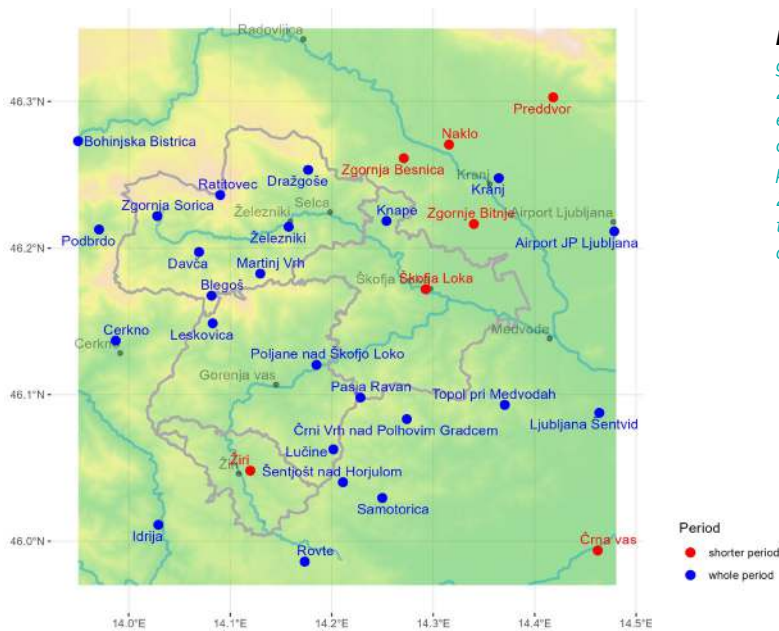 Radovljica
46.3°N
Preddvor
Naklo
Bohinjska Bistrica
Zgornja Besnica
Kranj
Kranj
Dražgoše
Ratitovec
Zgornja Sorica
Železniki
Selca
Knape
Zgornje Bitnje
Airport Ljubljana
46.2°N
Podbrdo
Železniki
Airport JP Ljubljana
Davča
Martinj Vrh
Škofja
Škofja Loka
Blegoš
Cerkno
Leskovica
Medvode
Cerkno
Poljane nad Škofjo Loko
Gorenja vas
Pasja Ravan
46.1°N
Topol pri Medvodah
Črni Vrh nad Polhovim Gradcem
Ljubljana Šentvid
Lučine
Žiri
Žiri
Šentjošt nad Horjulom
Samotorica
46.0°N
Idrija
Rovte
Črna vas
14.0°E
14.1°E
14.2°E
14.3°E
14.4°E
14.5°E
Period
shorter period
whole period